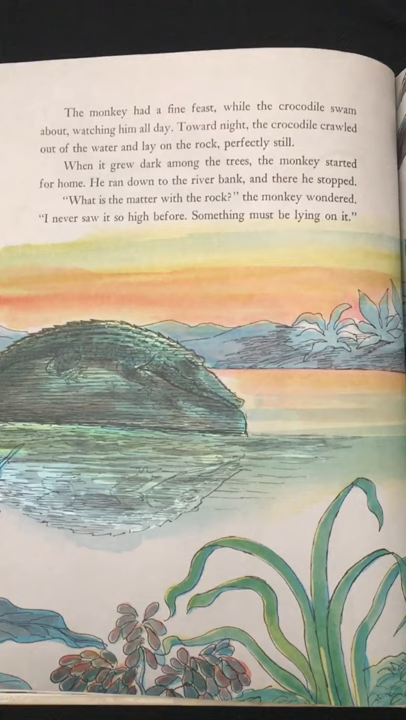 The monkey had a fine feast, while the crocodile swam
about, watching him all day. Toward night, the crocodile crawled
out of the water and lay on the rock, perfectly still.
When it grew dark among the trees, the monkey started
for home. He ran down to the river bank, and there he stopped.
"What is the matter with the rock?" the monkey wondered.
"I never saw it so high before. Something must be lying on it."